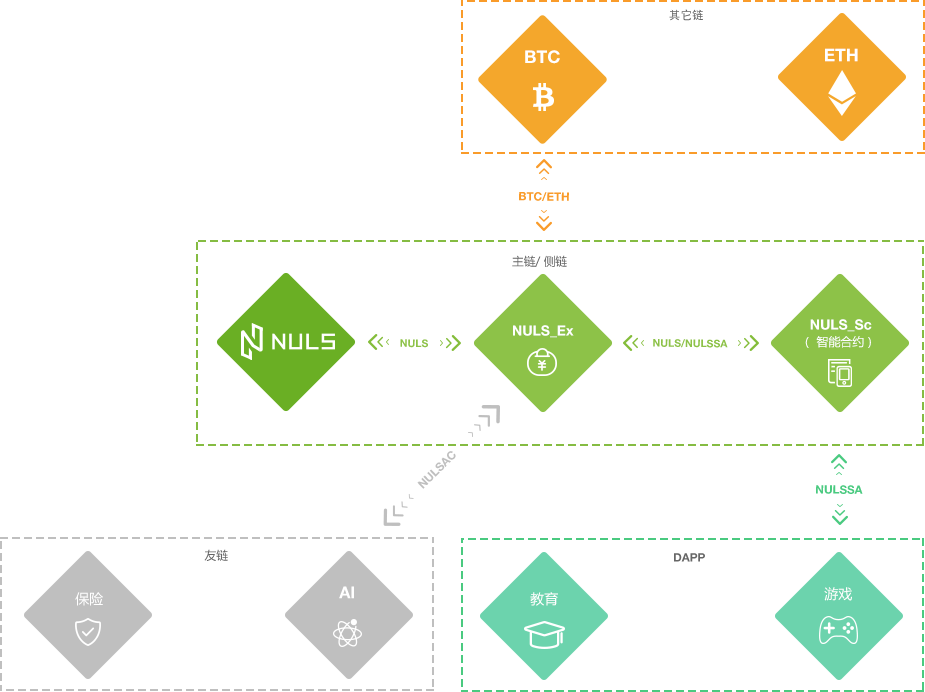 其它链
BTC
ETH
BTC/ETH
主链/ 侧链
NULS
NULS
NULS_Ex
NULS/NULSSA
NULS_Sc
( 智能合约 )
NULSAC
NULSSA
友链
保险
AI
DAPP
教育
游戏